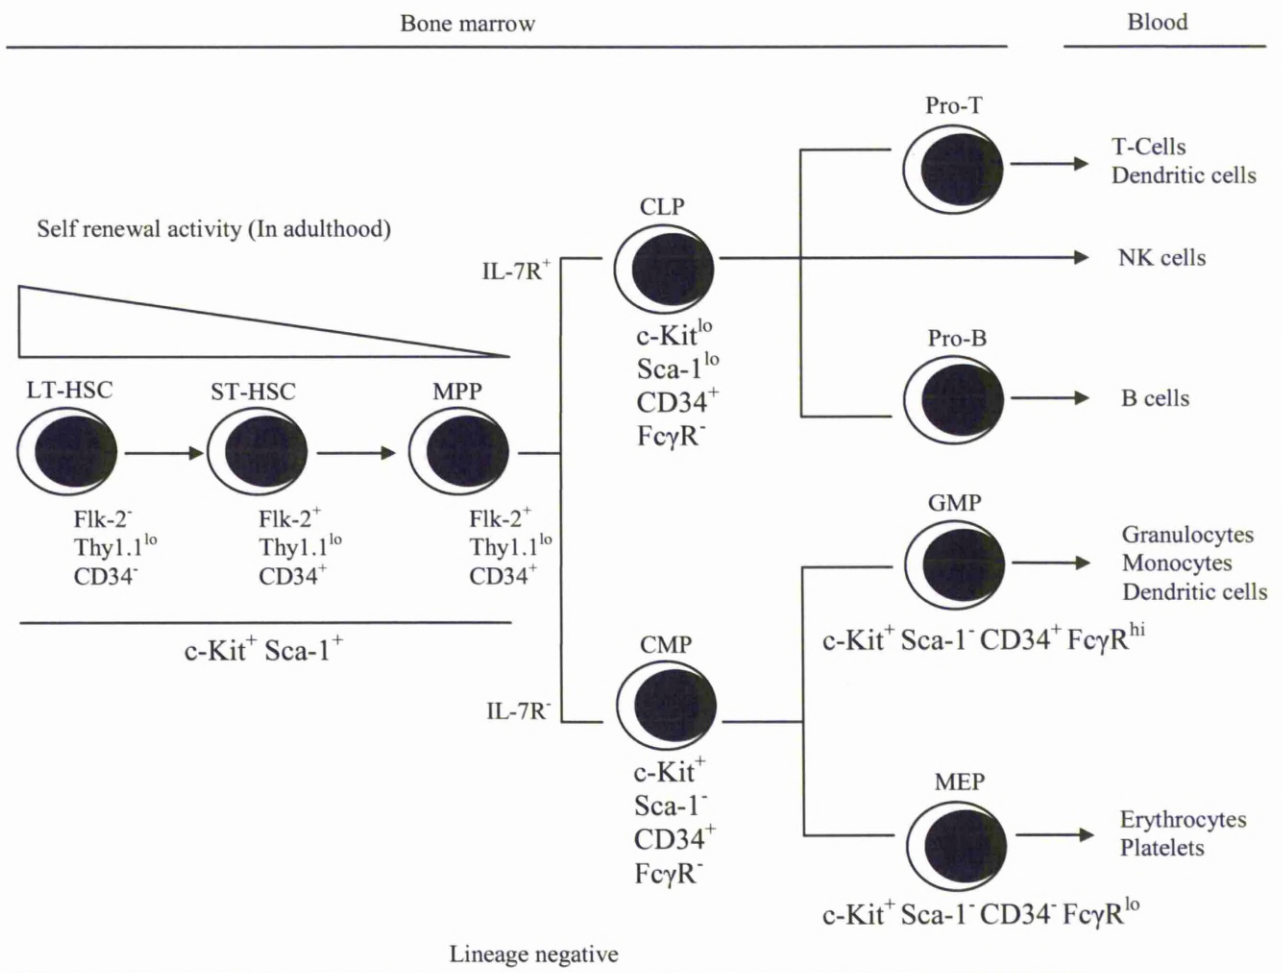 Bone marrow
Blood
Pro-T
T-Cells
Dendritic cells
CLP
Self renewal activity (In adulthood)
IL-7R⁺
NK cells
c-Kitˡᵒ
Sca-1ˡᵒ
CD34⁺
FcγR⁻
Pro-B
B cells
LT-HSC
ST-HSC
MPP
Flk-2⁻
Thy1.1ˡᵒ
CD34⁻
Flk-2⁺
Thy1.1ˡᵒ
CD34⁺
Flk-2⁺
Thy1.1ˡᵒ
CD34⁺
c-Kit⁺ Sca-1⁺
GMP
Granulocytes
Monocytes
Dendritic cells
c-Kit⁺ Sca-1⁻ CD34⁺ FcγRʰⁱ
CMP
IL-7R⁻
c-Kit⁺
Sca-1⁻
CD34⁺
FcγR⁻
MEP
Erythrocytes
Platelets
c-Kit⁺ Sca-1⁻ CD34⁻ FcγRˡᵒ
Lineage negative